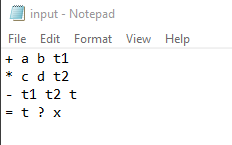 input - Notepad
File Edit Format View Help
+ a b t1
* c d t2
- t1 t2 t
= t ? x